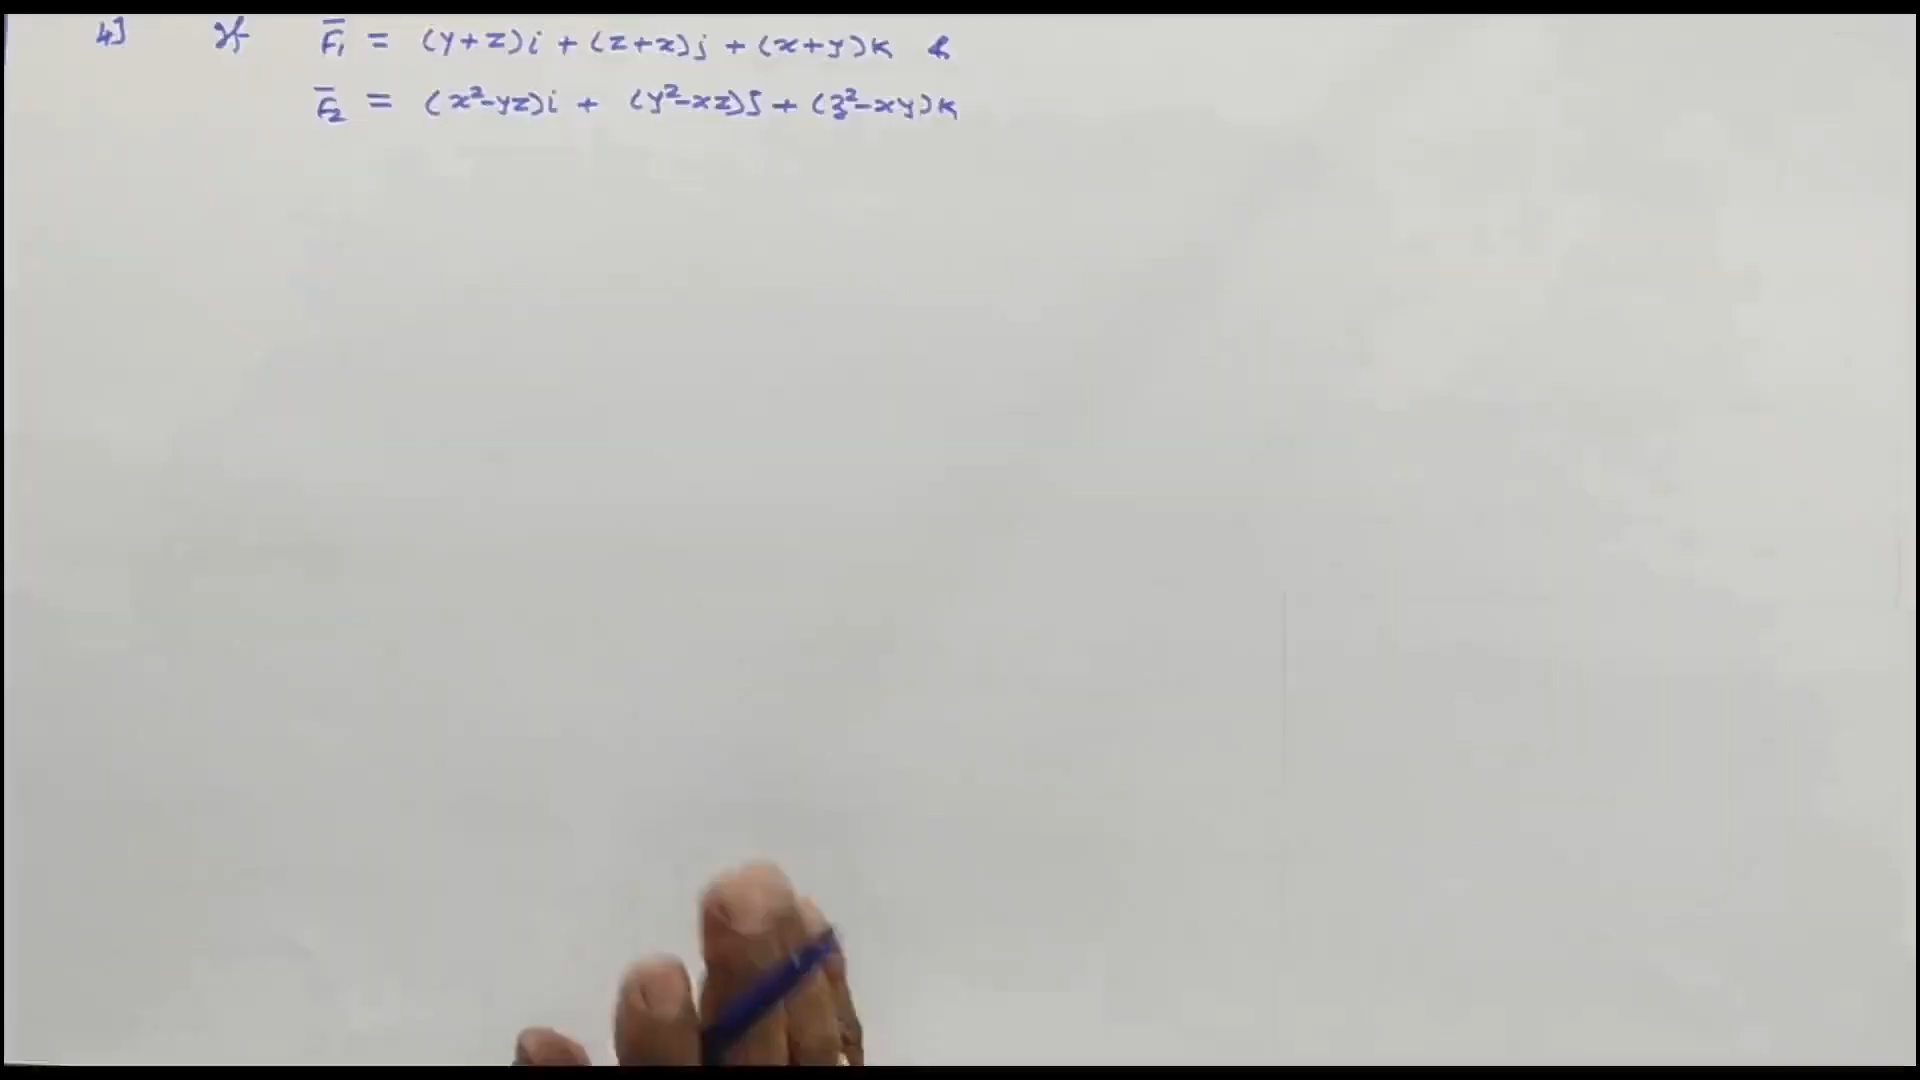 4] If F̅₁ = (y+z)i + (z+x)j + (x+y)k &
F̅₂ = (x²-yz)i + (y²-xz)j + (z²-xy)k